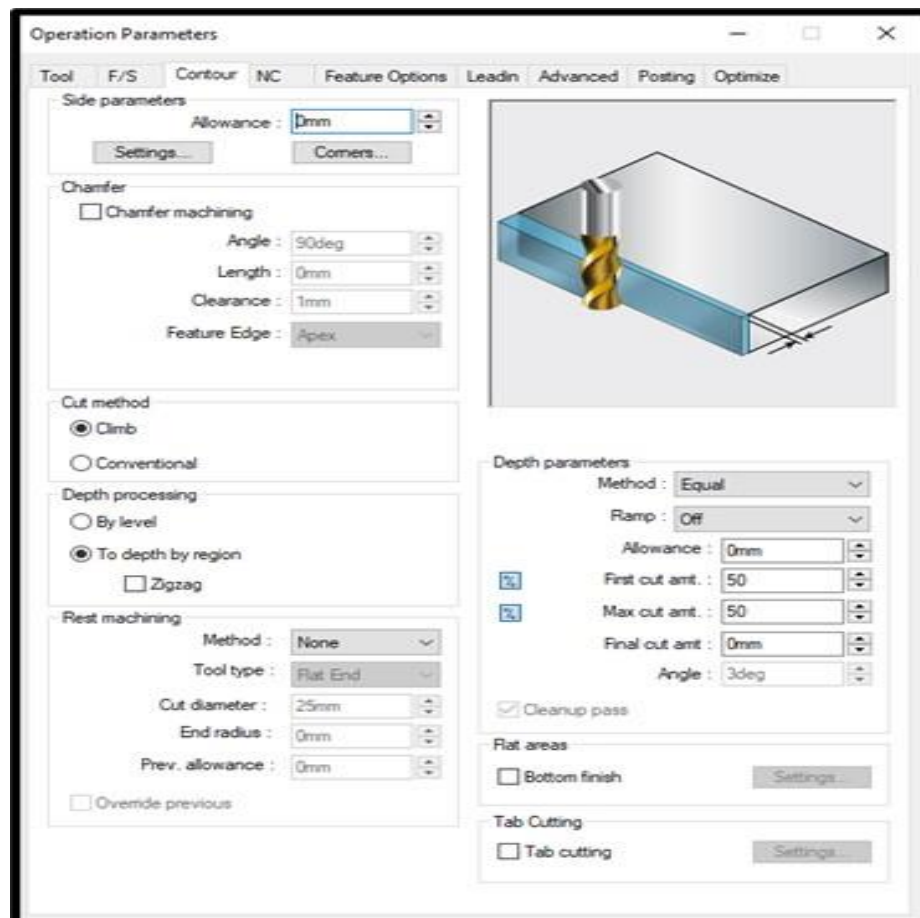 Operation Parameters
Tool F/S Contour NC Feature Options Leadin Advanced Posting Optimize
Side parameters
Allowance : 0mm
Settings... Corners...
Chamfer
Chamfer machining
Angle : 90deg
Length : 0mm
Clearance : 1mm
Feature Edge : Apex
Cut method
Climb
Conventional
Depth processing
By level
To depth by region
Zigzag
Rest machining
Method : None
Tool type : Flat End
Cut diameter : 25mm
End radius : 0mm
Prev. allowance : 0mm
Override previous
Depth parameters
Method : Equal
Ramp : Off
Allowance : 0mm
% First cut amt. : 50
% Max cut amt. : 50
Final cut amt : 0mm
Angle : 3deg
Cleanup pass
Flat areas
Bottom finish Settings...
Tab Cutting
Tab cutting Settings...